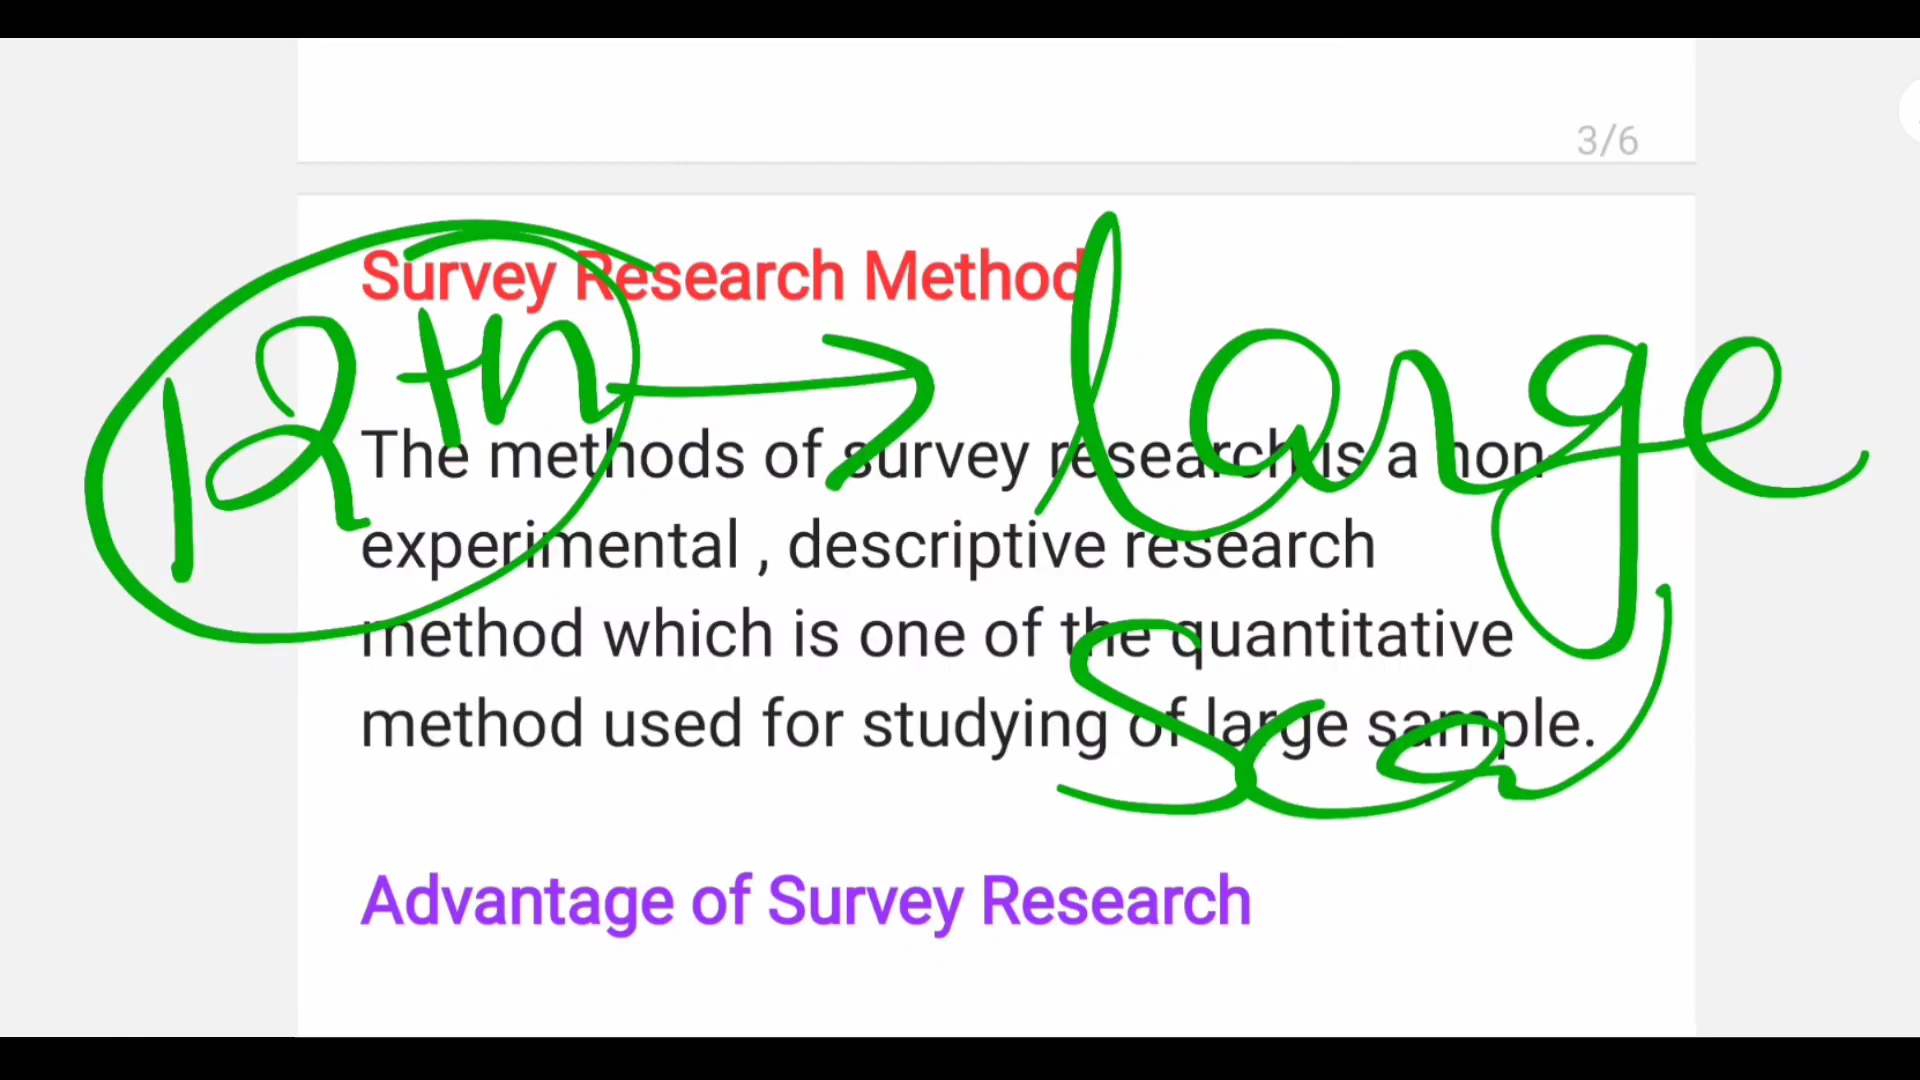 3/6
Survey Research Method
12th → large
The methods of survey research is a non
experimental , descriptive research
method which is one of the quantitative
method used for studying of large sample.
Sca
Advantage of Survey Research